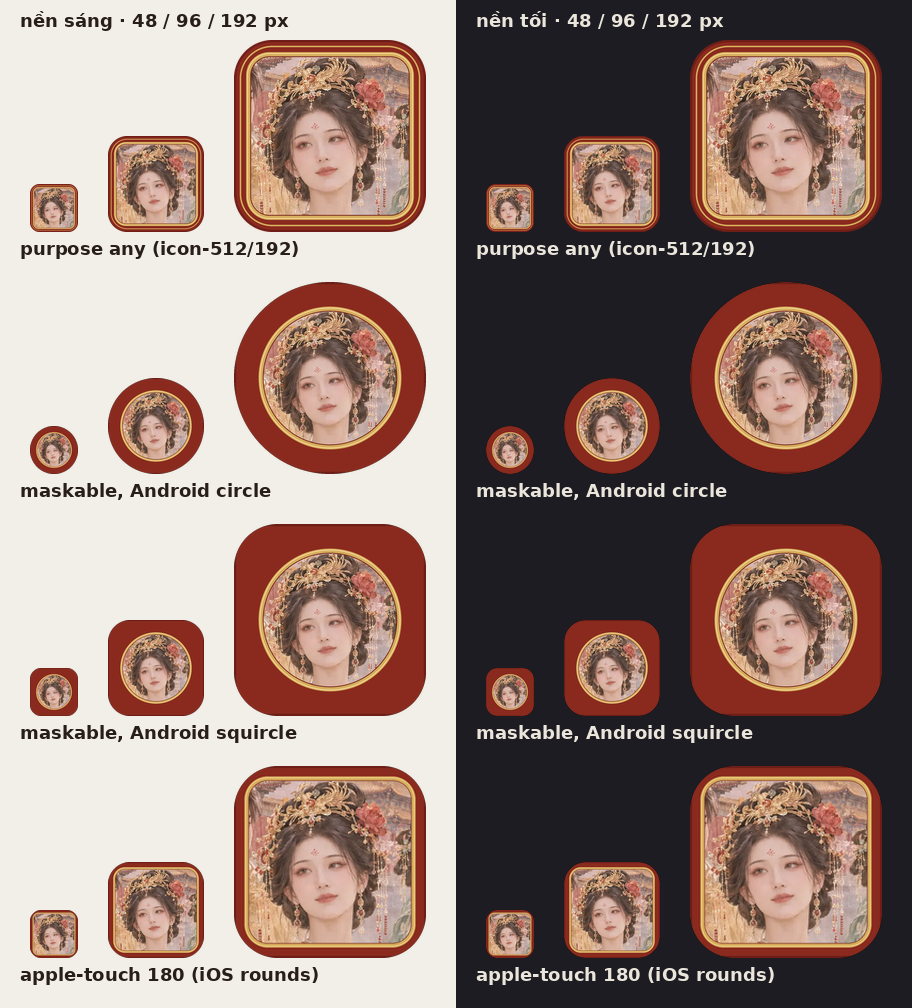 nền sáng · 48 / 96 / 192 px
nền tối · 48 / 96 / 192 px
purpose any (icon-512/192)
purpose any (icon-512/192)
maskable, Android circle
maskable, Android circle
maskable, Android squircle
maskable, Android squircle
apple-touch 180 (iOS rounds)
apple-touch 180 (iOS rounds)